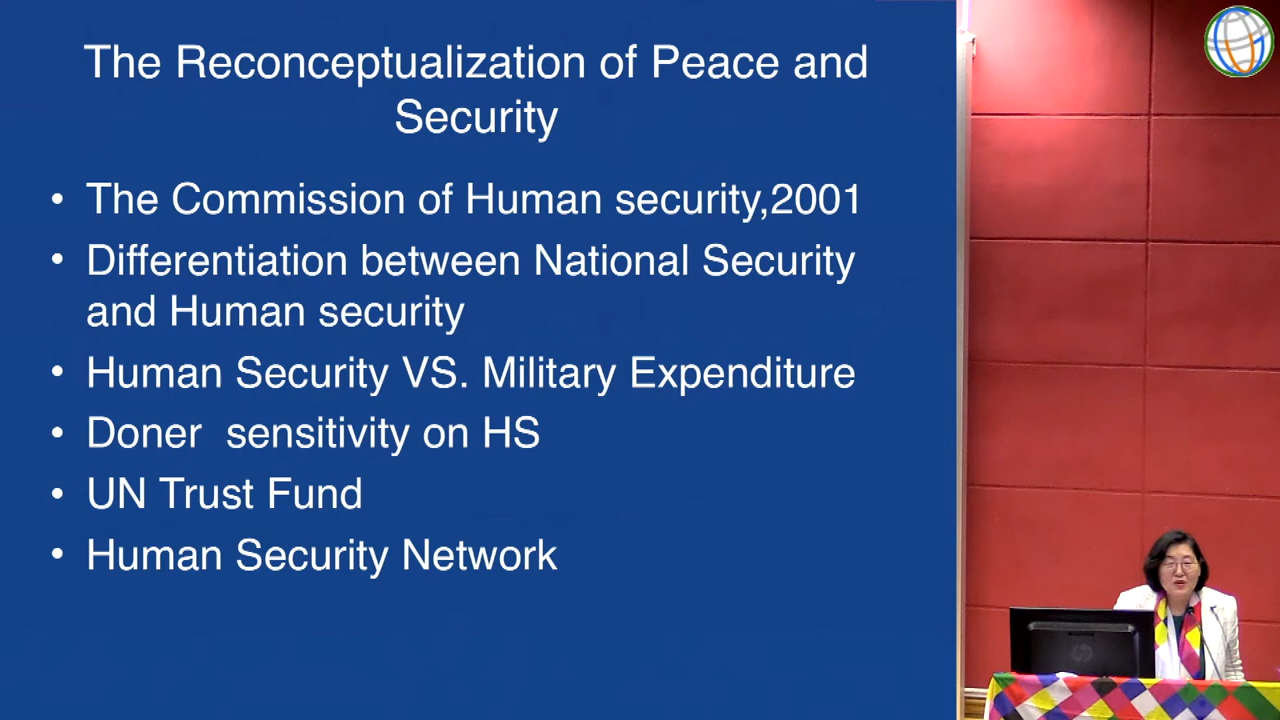 The Reconceptualization of Peace and
Security
• The Commission of Human security,2001
• Differentiation between National Security
and Human security
• Human Security VS. Military Expenditure
• Doner  sensitivity on HS
• UN Trust Fund
• Human Security Network